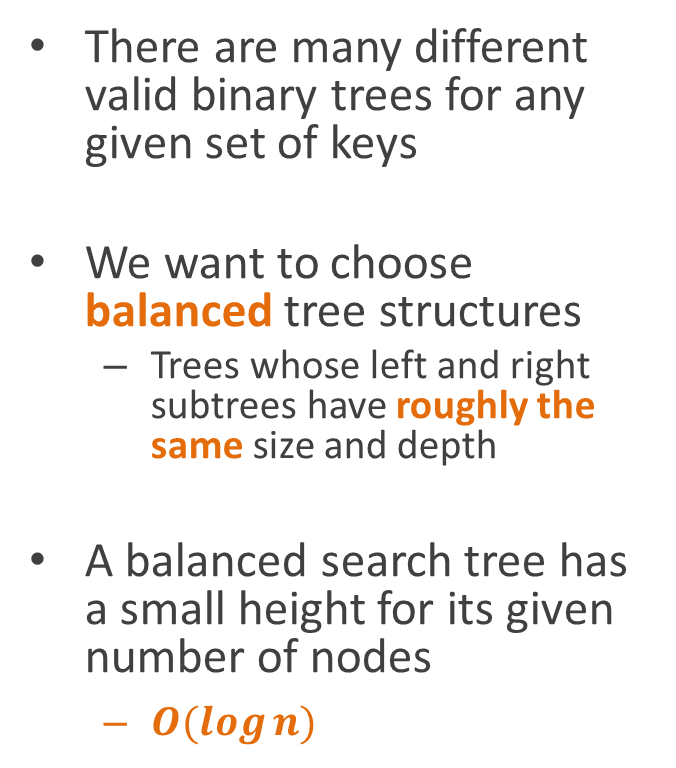 • There are many different
valid binary trees for any
given set of keys
• We want to choose
balanced tree structures
– Trees whose left and right
subtrees have roughly the
same size and depth
• A balanced search tree has
a small height for its given
number of nodes
– O(log n)